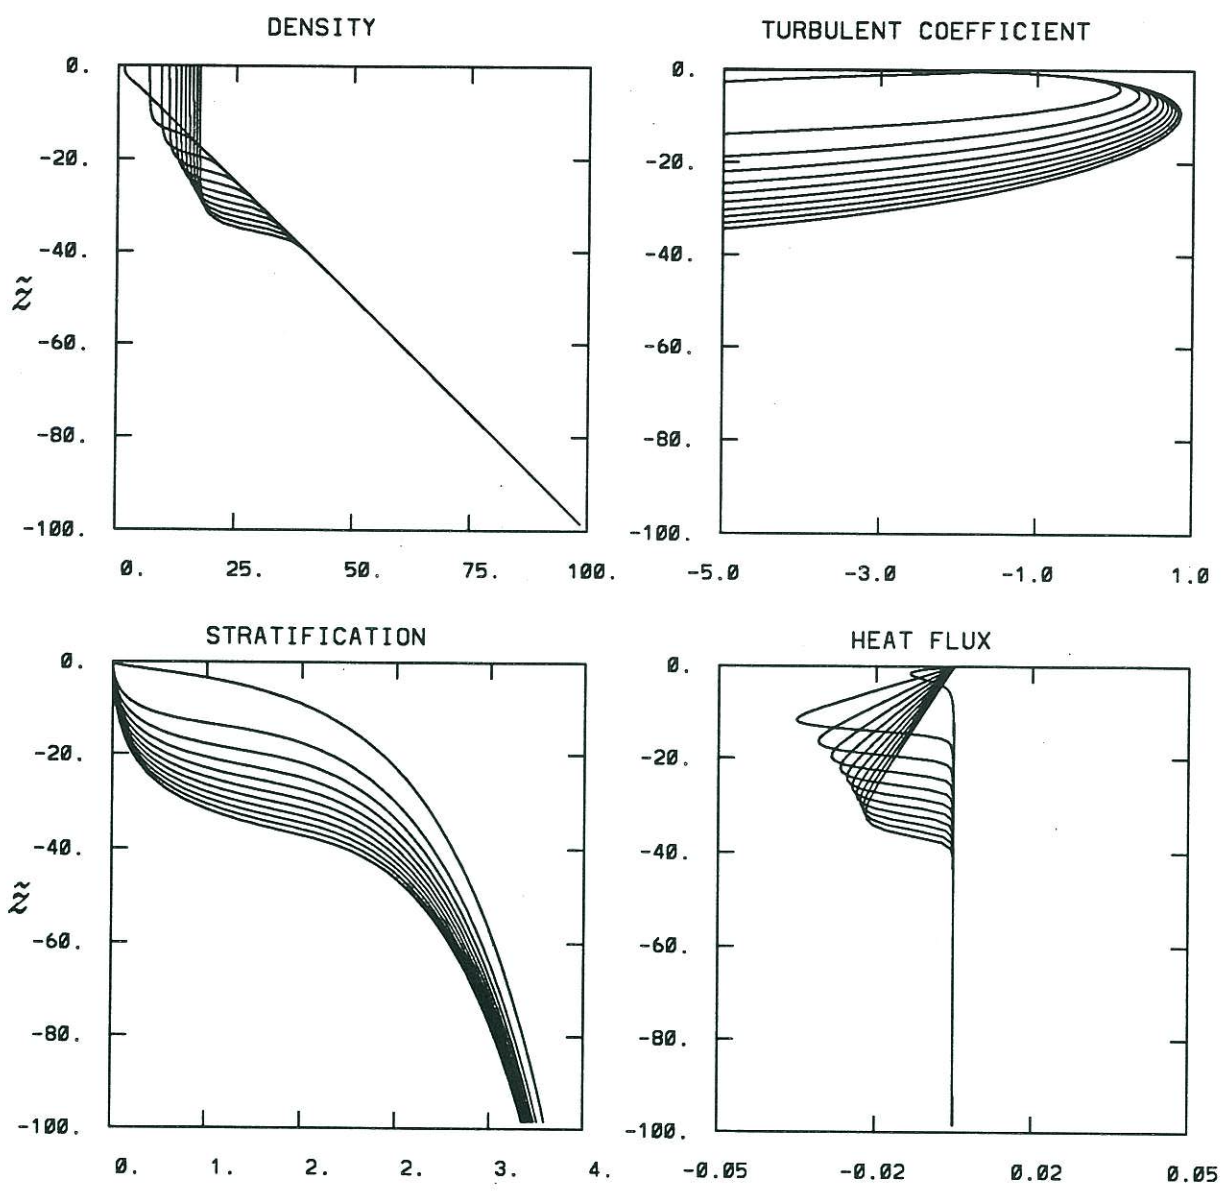 DENSITY
0.
-20.
-40.
-60.
-80.
-100.
z̃
0. 25. 50. 75. 100.
TURBULENT COEFFICIENT
0.
-20.
-40.
-60.
-80.
-100.
-5.0 -3.0 -1.0 1.0
STRATIFICATION
0.
-20.
-40.
-60.
-80.
-100.
z̃
0. 1. 2. 2. 3. 4.
HEAT FLUX
0.
-20.
-40.
-60.
-80.
-100.
-0.05 -0.02 0.02 0.05